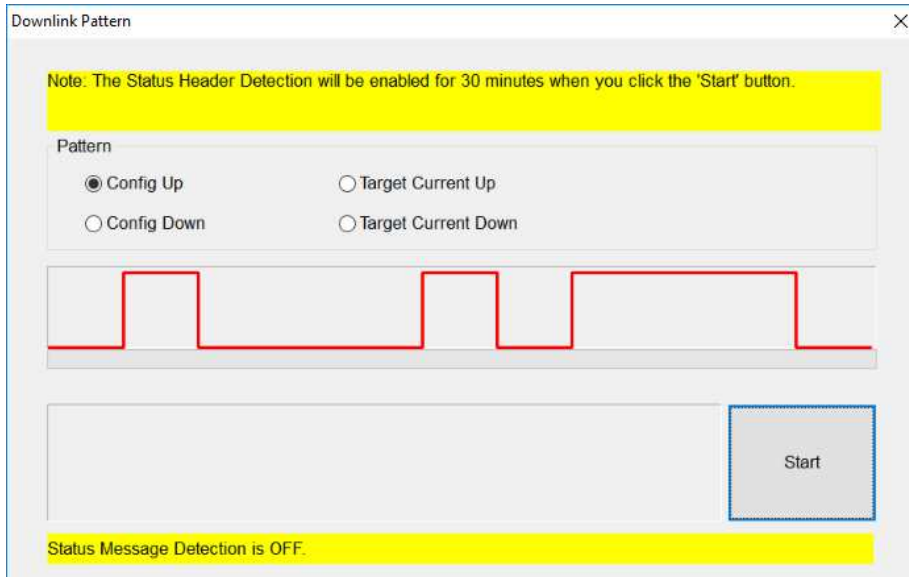 Downlink Pattern
Note: The Status Header Detection will be enabled for 30 minutes when you click the 'Start' button.
Pattern
Config Up
Target Current Up
Config Down
Target Current Down
Start
Status Message Detection is OFF.